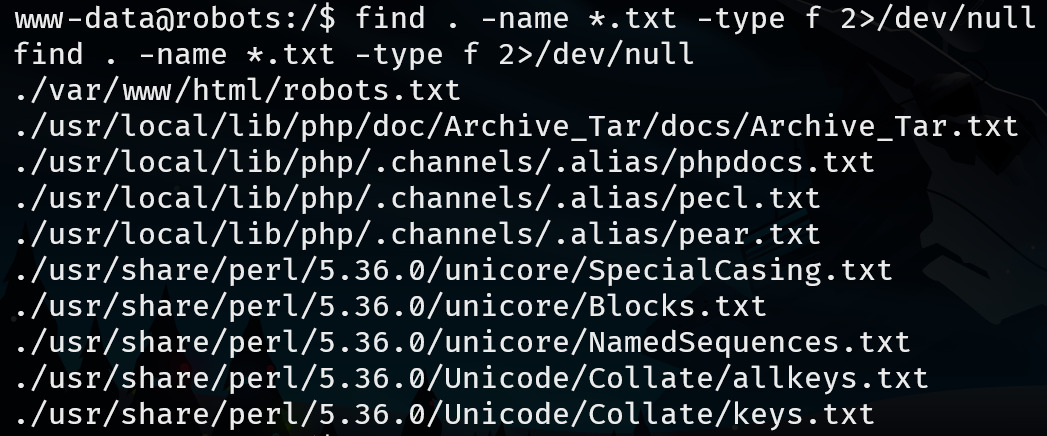 www-data@robots:/$ find . -name *.txt -type f 2>/dev/null
find . -name *.txt -type f 2>/dev/null
./var/www/html/robots.txt
./usr/local/lib/php/doc/Archive_Tar/docs/Archive_Tar.txt
./usr/local/lib/php/.channels/.alias/phpdocs.txt
./usr/local/lib/php/.channels/.alias/pecl.txt
./usr/local/lib/php/.channels/.alias/pear.txt
./usr/share/perl/5.36.0/unicore/SpecialCasing.txt
./usr/share/perl/5.36.0/unicore/Blocks.txt
./usr/share/perl/5.36.0/unicore/NamedSequences.txt
./usr/share/perl/5.36.0/Unicode/Collate/allkeys.txt
./usr/share/perl/5.36.0/Unicode/Collate/keys.txt